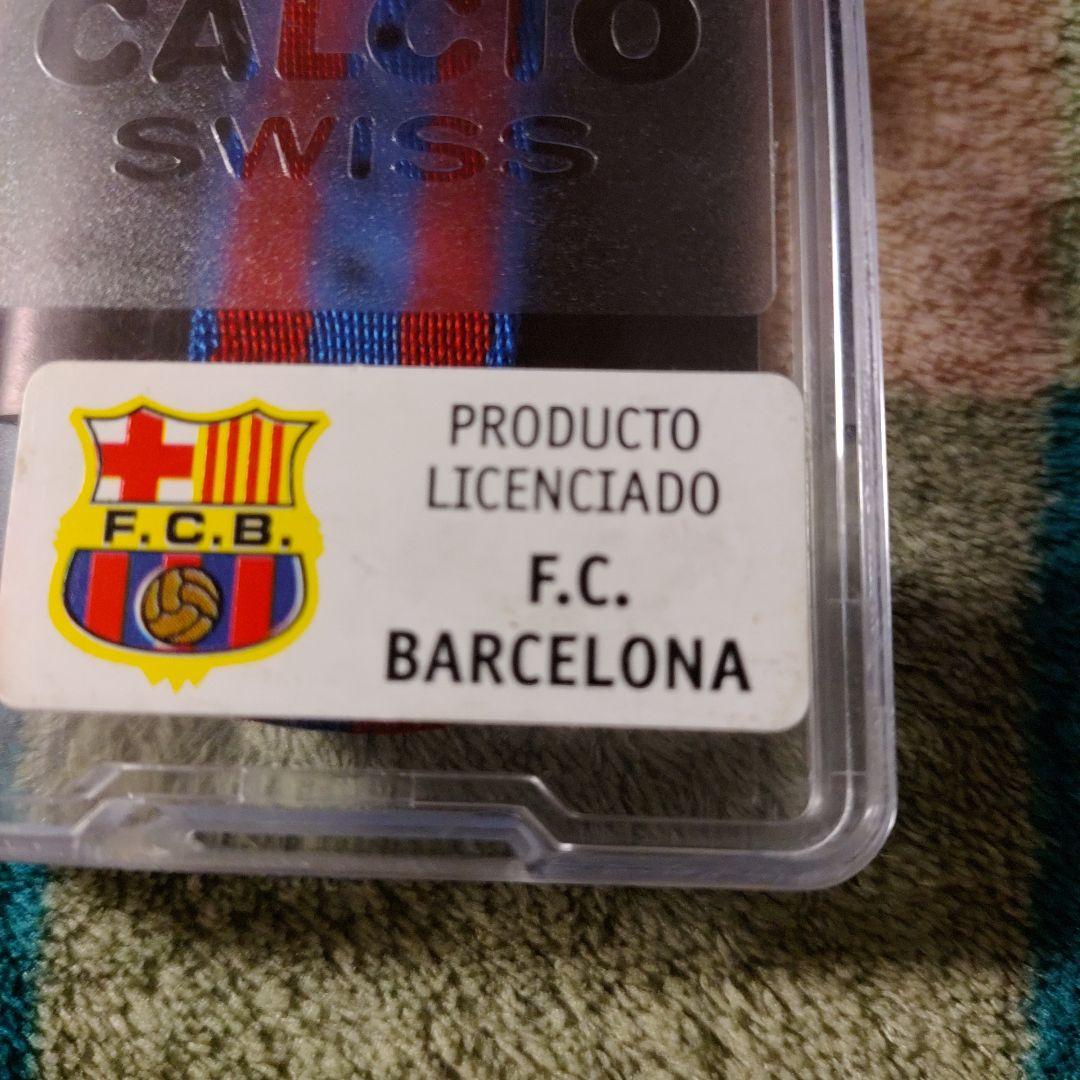 CALCIO
SWISS
F.C.B.
PRODUCTO
LICENCIADO
F.C.
BARCELONA